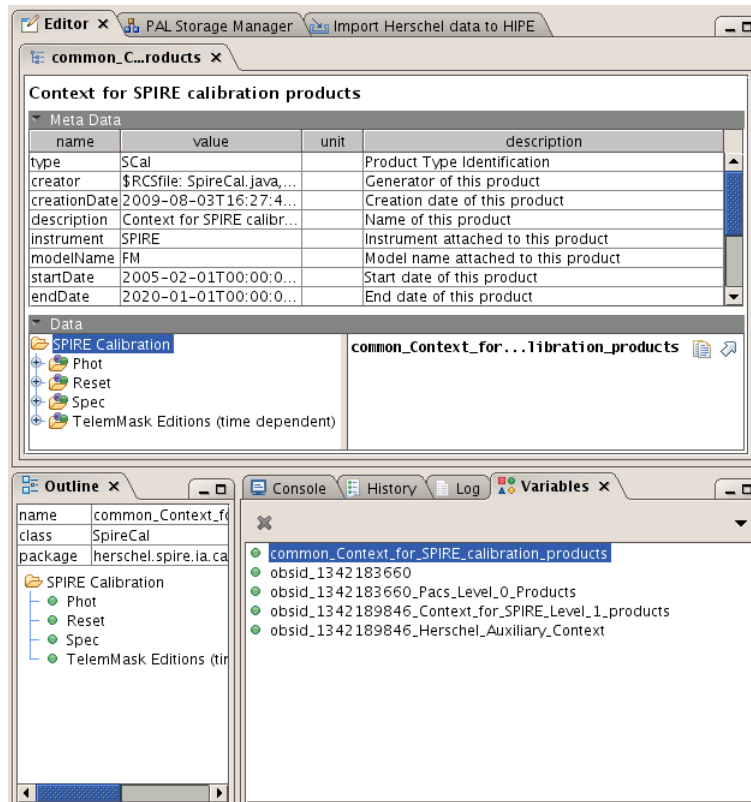 Editor PAL Storage Manager Import Herschel data to HIPE
common_C...roducts
Context for SPIRE calibration products
Meta Data
name value unit description
type SCal Product Type Identification
creator $RCSfile: SpireCal.java,... Generator of this product
creationDate 2009-08-03T16:27:4... Creation date of this product
description Context for SPIRE calibr... Name of this product
instrument SPIRE Instrument attached to this product
modelName FM Model name attached to this product
startDate 2005-02-01T00:00:0... Start date of this product
endDate 2020-01-01T00:00:0... End date of this product
Data
SPIRE Calibration
Phot
Reset
Spec
TelemMask Editions (time dependent)
common_Context_for...libration_products
Outline
name common_Context_fo
class SpireCal
package herschel.spire.ia.ca
SPIRE Calibration
Phot
Reset
Spec
TelemMask Editions (tir
Console History Log Variables
common_Context_for_SPIRE_calibration_products
obsid_1342183660
obsid_1342183660_Pacs_Level_0_Products
obsid_1342189846_Context_for_SPIRE_Level_1_products
obsid_1342189846_Herschel_Auxiliary_Context